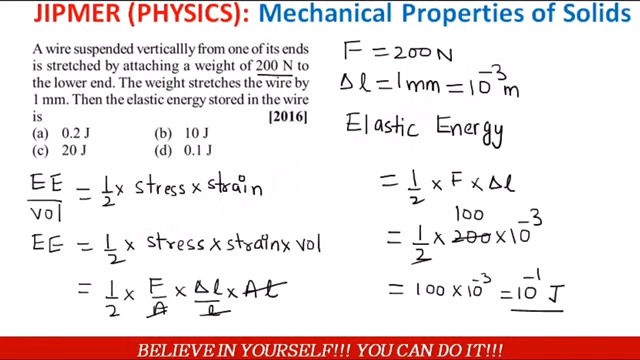 JIPMER (PHYSICS): Mechanical Properties of Solids
A wire suspended verticallly from one of its ends
is stretched by attaching a weight of 200 N to
the lower end. The weight stretches the wire by
1 mm. Then the elastic energy stored in the wire
is [2016]
(a) 0.2 J (b) 10 J
(c) 20 J (d) 0.1 J
EE/vol = 1/2 × stress × strain
EE = 1/2 × stress × strain × vol
= 1/2 × F/A × Δl/l × Al
F = 200 N
Δl = 1mm = 10⁻³ m
Elastic Energy
= 1/2 × F × Δl
100
= 1/2 × 200 × 10⁻³
= 100 × 10⁻³ = 10⁻¹ J
BELIEVE IN YOURSELF!!! YOU CAN DO IT!!!